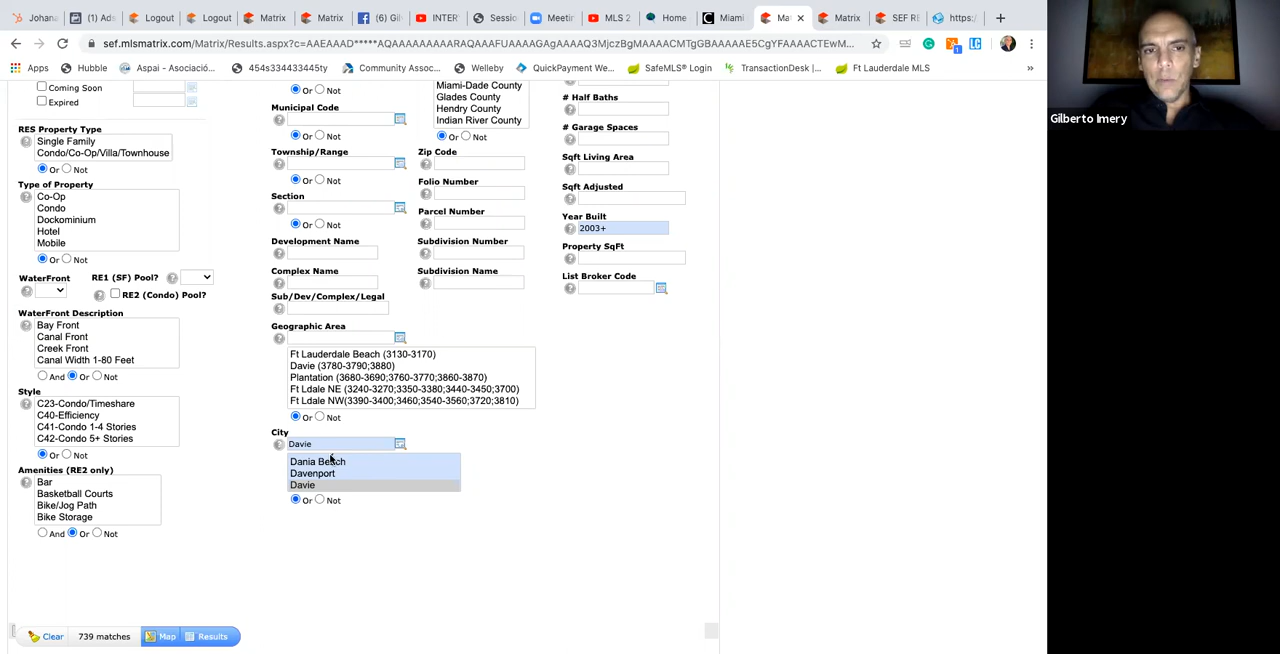 Johana
(1) Ads
Logout
Logout
Matrix
Matrix
(6) Gil
INTER
Sessio
Meetin
MLS 2
Home
Miami
Mat
Matrix
SEF RE
https:/
sef.mlsmatrix.com/Matrix/Results.aspx?c=AAEAAAD*****AQAAAAAAAAARAQAAAFUAAAAGAgAAAAQ3MjczBgMAAAACMTgGBAAAAAE5CgYFAAAACTEwM...
Apps
Hubble
Aspai - Asociació...
454s334433445ty
Community Assoc...
Welleby
QuickPayment We...
SafeMLS® Login
TransactionDesk |...
Ft Lauderdale MLS
»
Coming Soon
Expired
RES Property Type
Single Family
Condo/Co-Op/Villa/Townhouse
Or Not
Type of Property
Co-Op
Condo
Dockominium
Hotel
Mobile
Or Not
WaterFront
RE1 (SF) Pool?
RE2 (Condo) Pool?
WaterFront Description
Bay Front
Canal Front
Creek Front
Canal Width 1-80 Feet
And Or Not
Style
C23-Condo/Timeshare
C40-Efficiency
C41-Condo 1-4 Stories
C42-Condo 5+ Stories
Or Not
Amenities (RE2 only)
Bar
Basketball Courts
Bike/Jog Path
Bike Storage
And Or Not
Or Not
Municipal Code
Or Not
Township/Range
Or Not
Section
Or Not
Development Name
Complex Name
Sub/Dev/Complex/Legal
Geographic Area
Ft Lauderdale Beach (3130-3170)
Davie (3780-3790;3880)
Plantation (3680-3690;3760-3770;3860-3870)
Ft Ldale NE (3240-3270;3350-3380;3440-3450;3700)
Ft Ldale NW(3390-3400;3460;3540-3560;3720;3810)
Or Not
City
Davie
Dania Beach
Davenport
Davie
Or Not
Miami-Dade County
Glades County
Hendry County
Indian River County
Or Not
Zip Code
Folio Number
Parcel Number
Subdivision Number
Subdivision Name
# Half Baths
# Garage Spaces
Sqft Living Area
Sqft Adjusted
Year Built
2003+
Property SqFt
List Broker Code
Clear
739 matches
Map
Results
Gilberto Imery